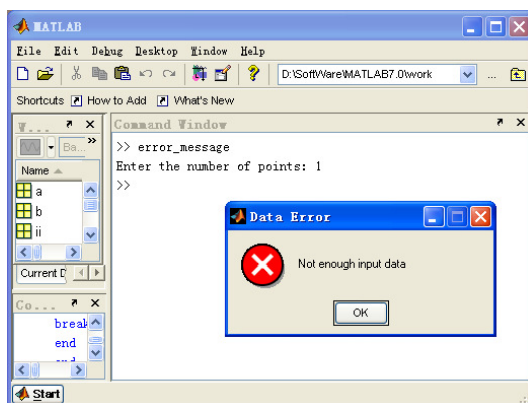 MATLAB
File Edit Debug Desktop Window Help
D:\SoftWare\MATLAB7.0\work
...
Shortcuts How to Add What's New
W...
Ba...
Name
a
b
ii
Current D
Co...
break
end
end
Command Window
>> error_message
Enter the number of points: 1
>>
Data Error
Not enough input data
OK
Start